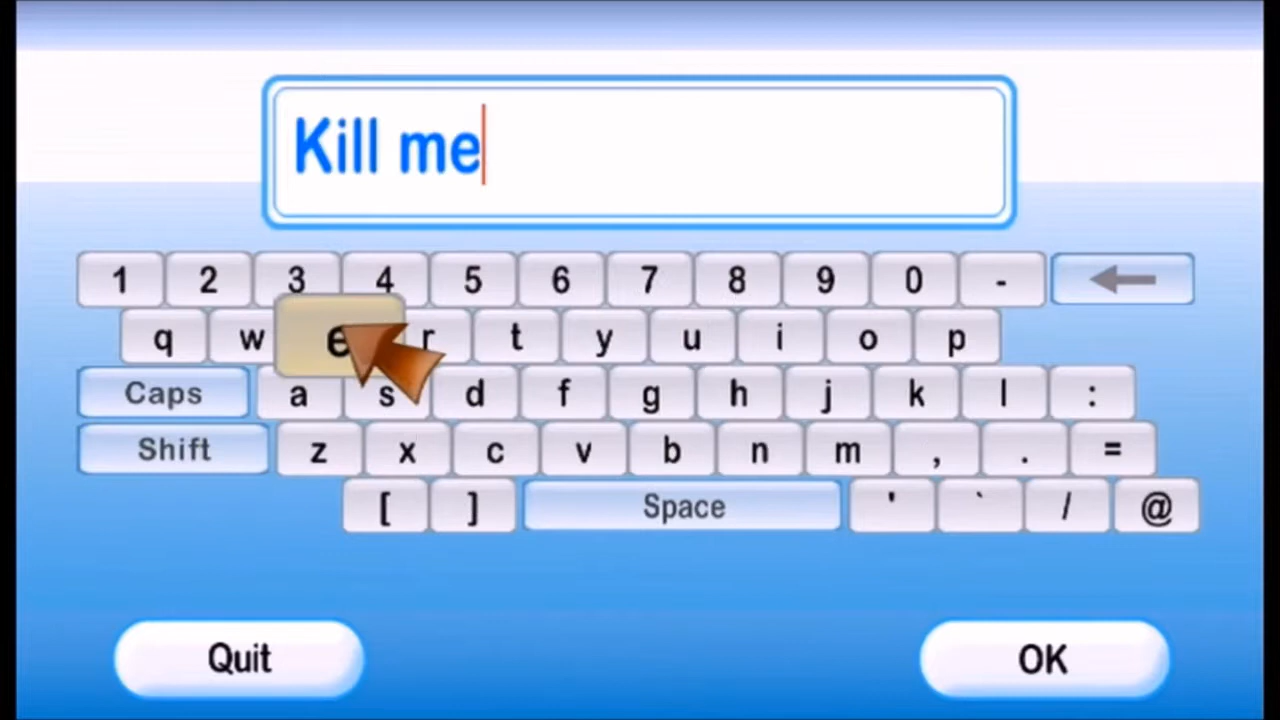 Kill me
1 2 3 4 5 6 7 8 9 0 -
q w e r t y u i o p
Caps a s d f g h j k l :
Shift z x c v b n m , . =
[ ] Space ' ` / @
Quit OK